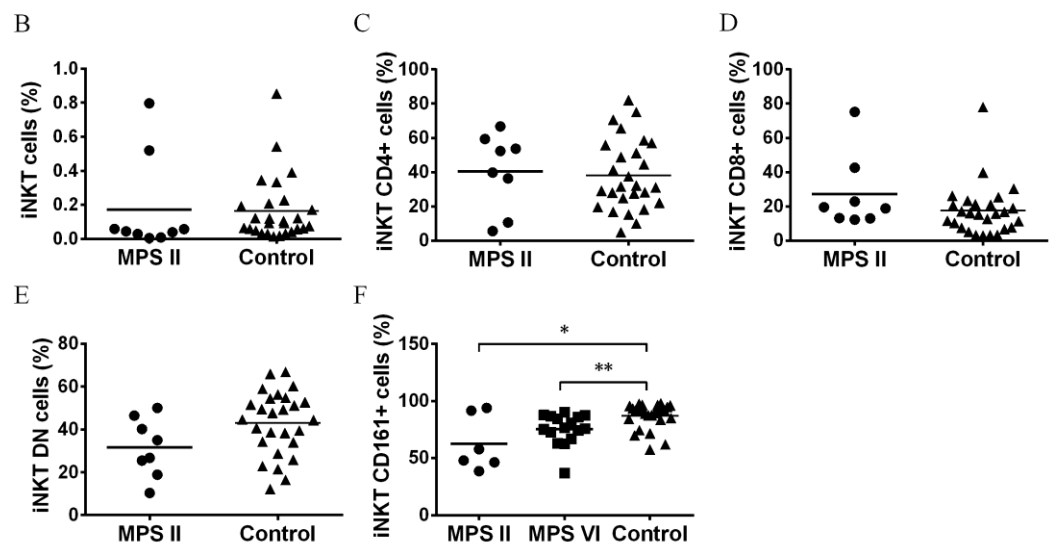 B
iNKT cells (%)
1.0
0.8
0.6
0.4
0.2
0.0
MPS II Control
C
iNKT CD4+ cells (%)
100
80
60
40
20
0
MPS II Control
D
iNKT CD8+ cells (%)
100
80
60
40
20
0
MPS II Control
E
iNKT DN cells (%)
80
60
40
20
0
MPS II Control
F
iNKT CD161+ cells (%)
150
100
50
0
*
**
MPS II MPS VI Control